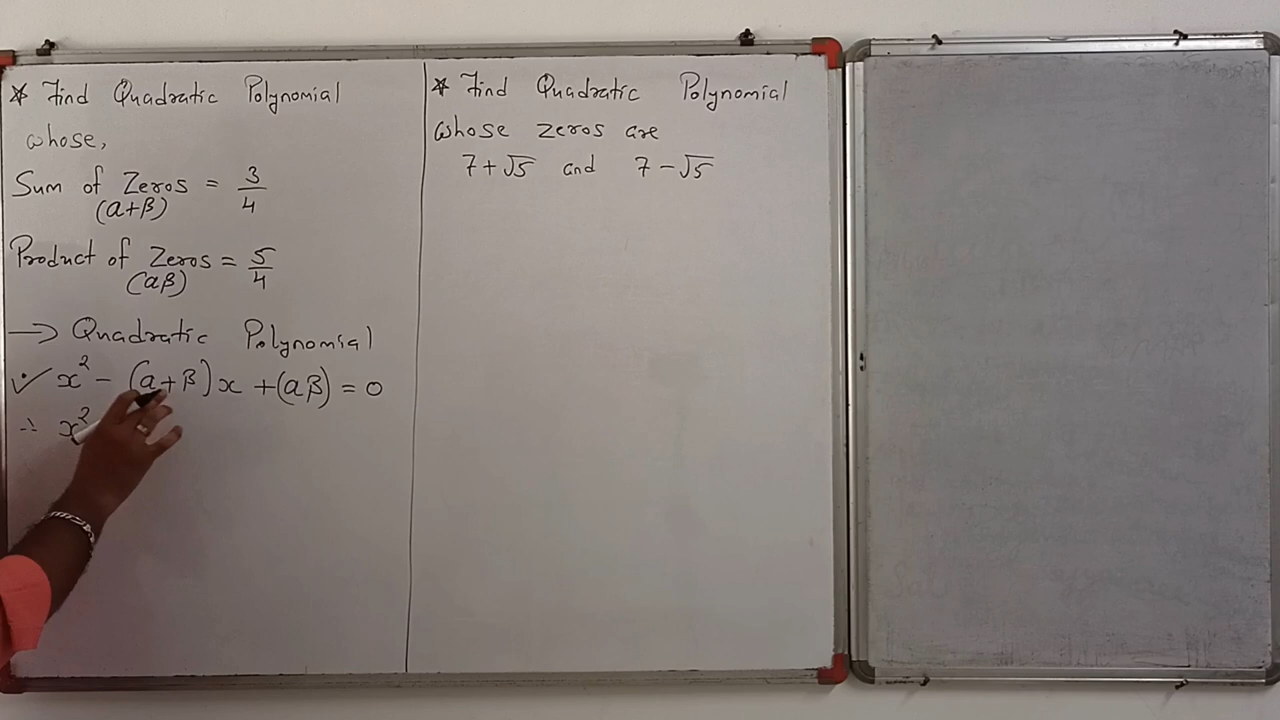 * Find Quadratic Polynomial
whose,
Sum of Zeros = 3/4
(α+β)
Product of Zeros = 5/4
(αβ)
→ Quadratic Polynomial
✓ x² - (α+β)x + (αβ) = 0
∴ x²
* Find Quadratic Polynomial
whose zeros are
7+√5 and 7-√5